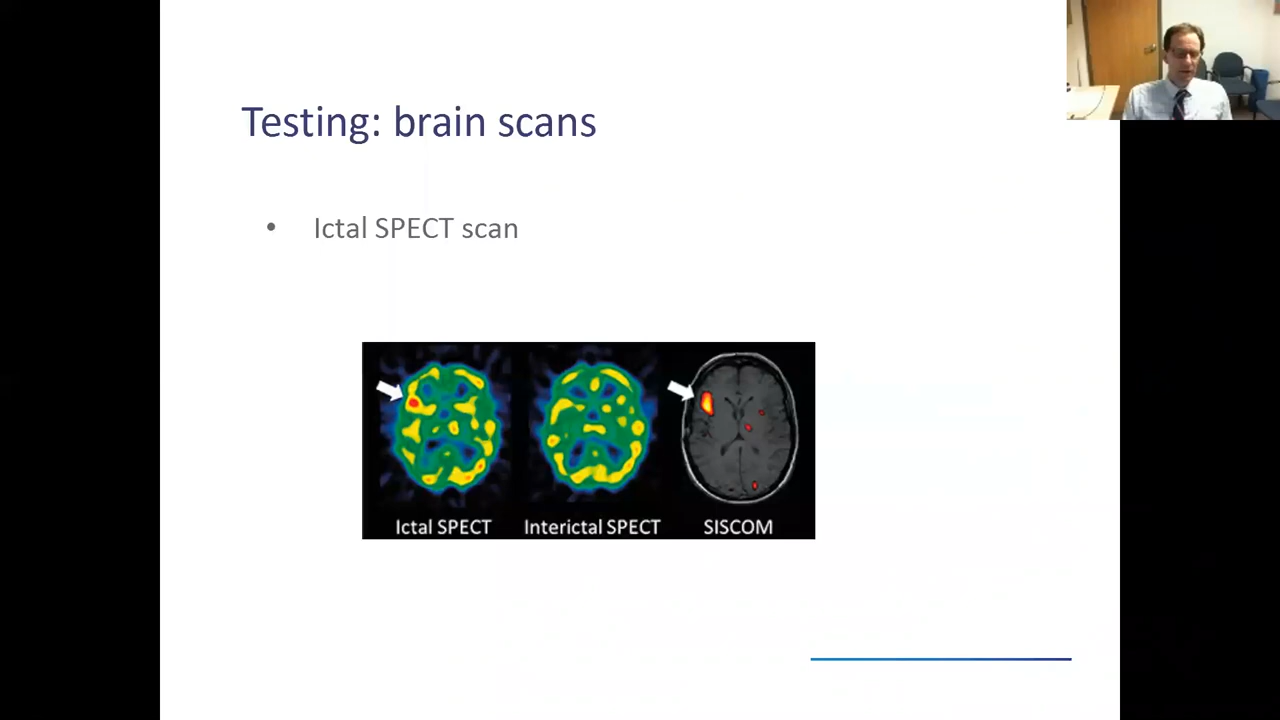 Testing: brain scans
• Ictal SPECT scan
Ictal SPECT Interictal SPECT SISCOM